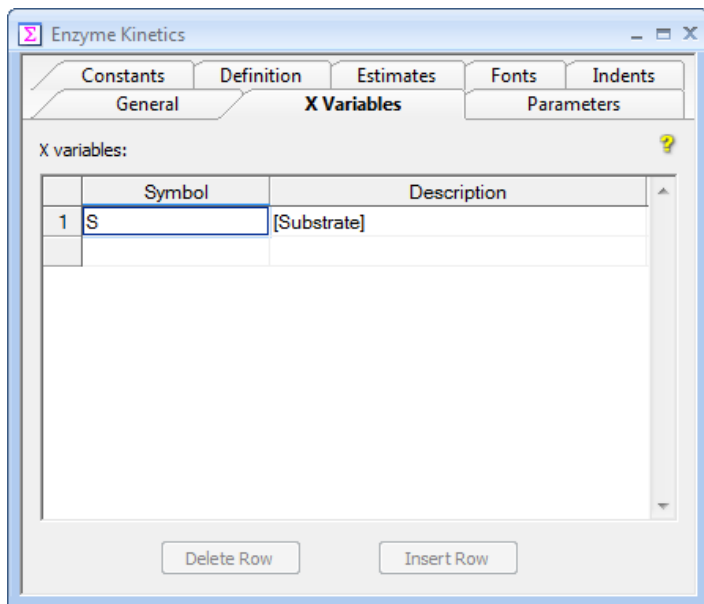 Σ Enzyme Kinetics
Constants Definition Estimates Fonts Indents
General X Variables Parameters
X variables: ?
Symbol Description
1 S [Substrate]
Delete Row Insert Row